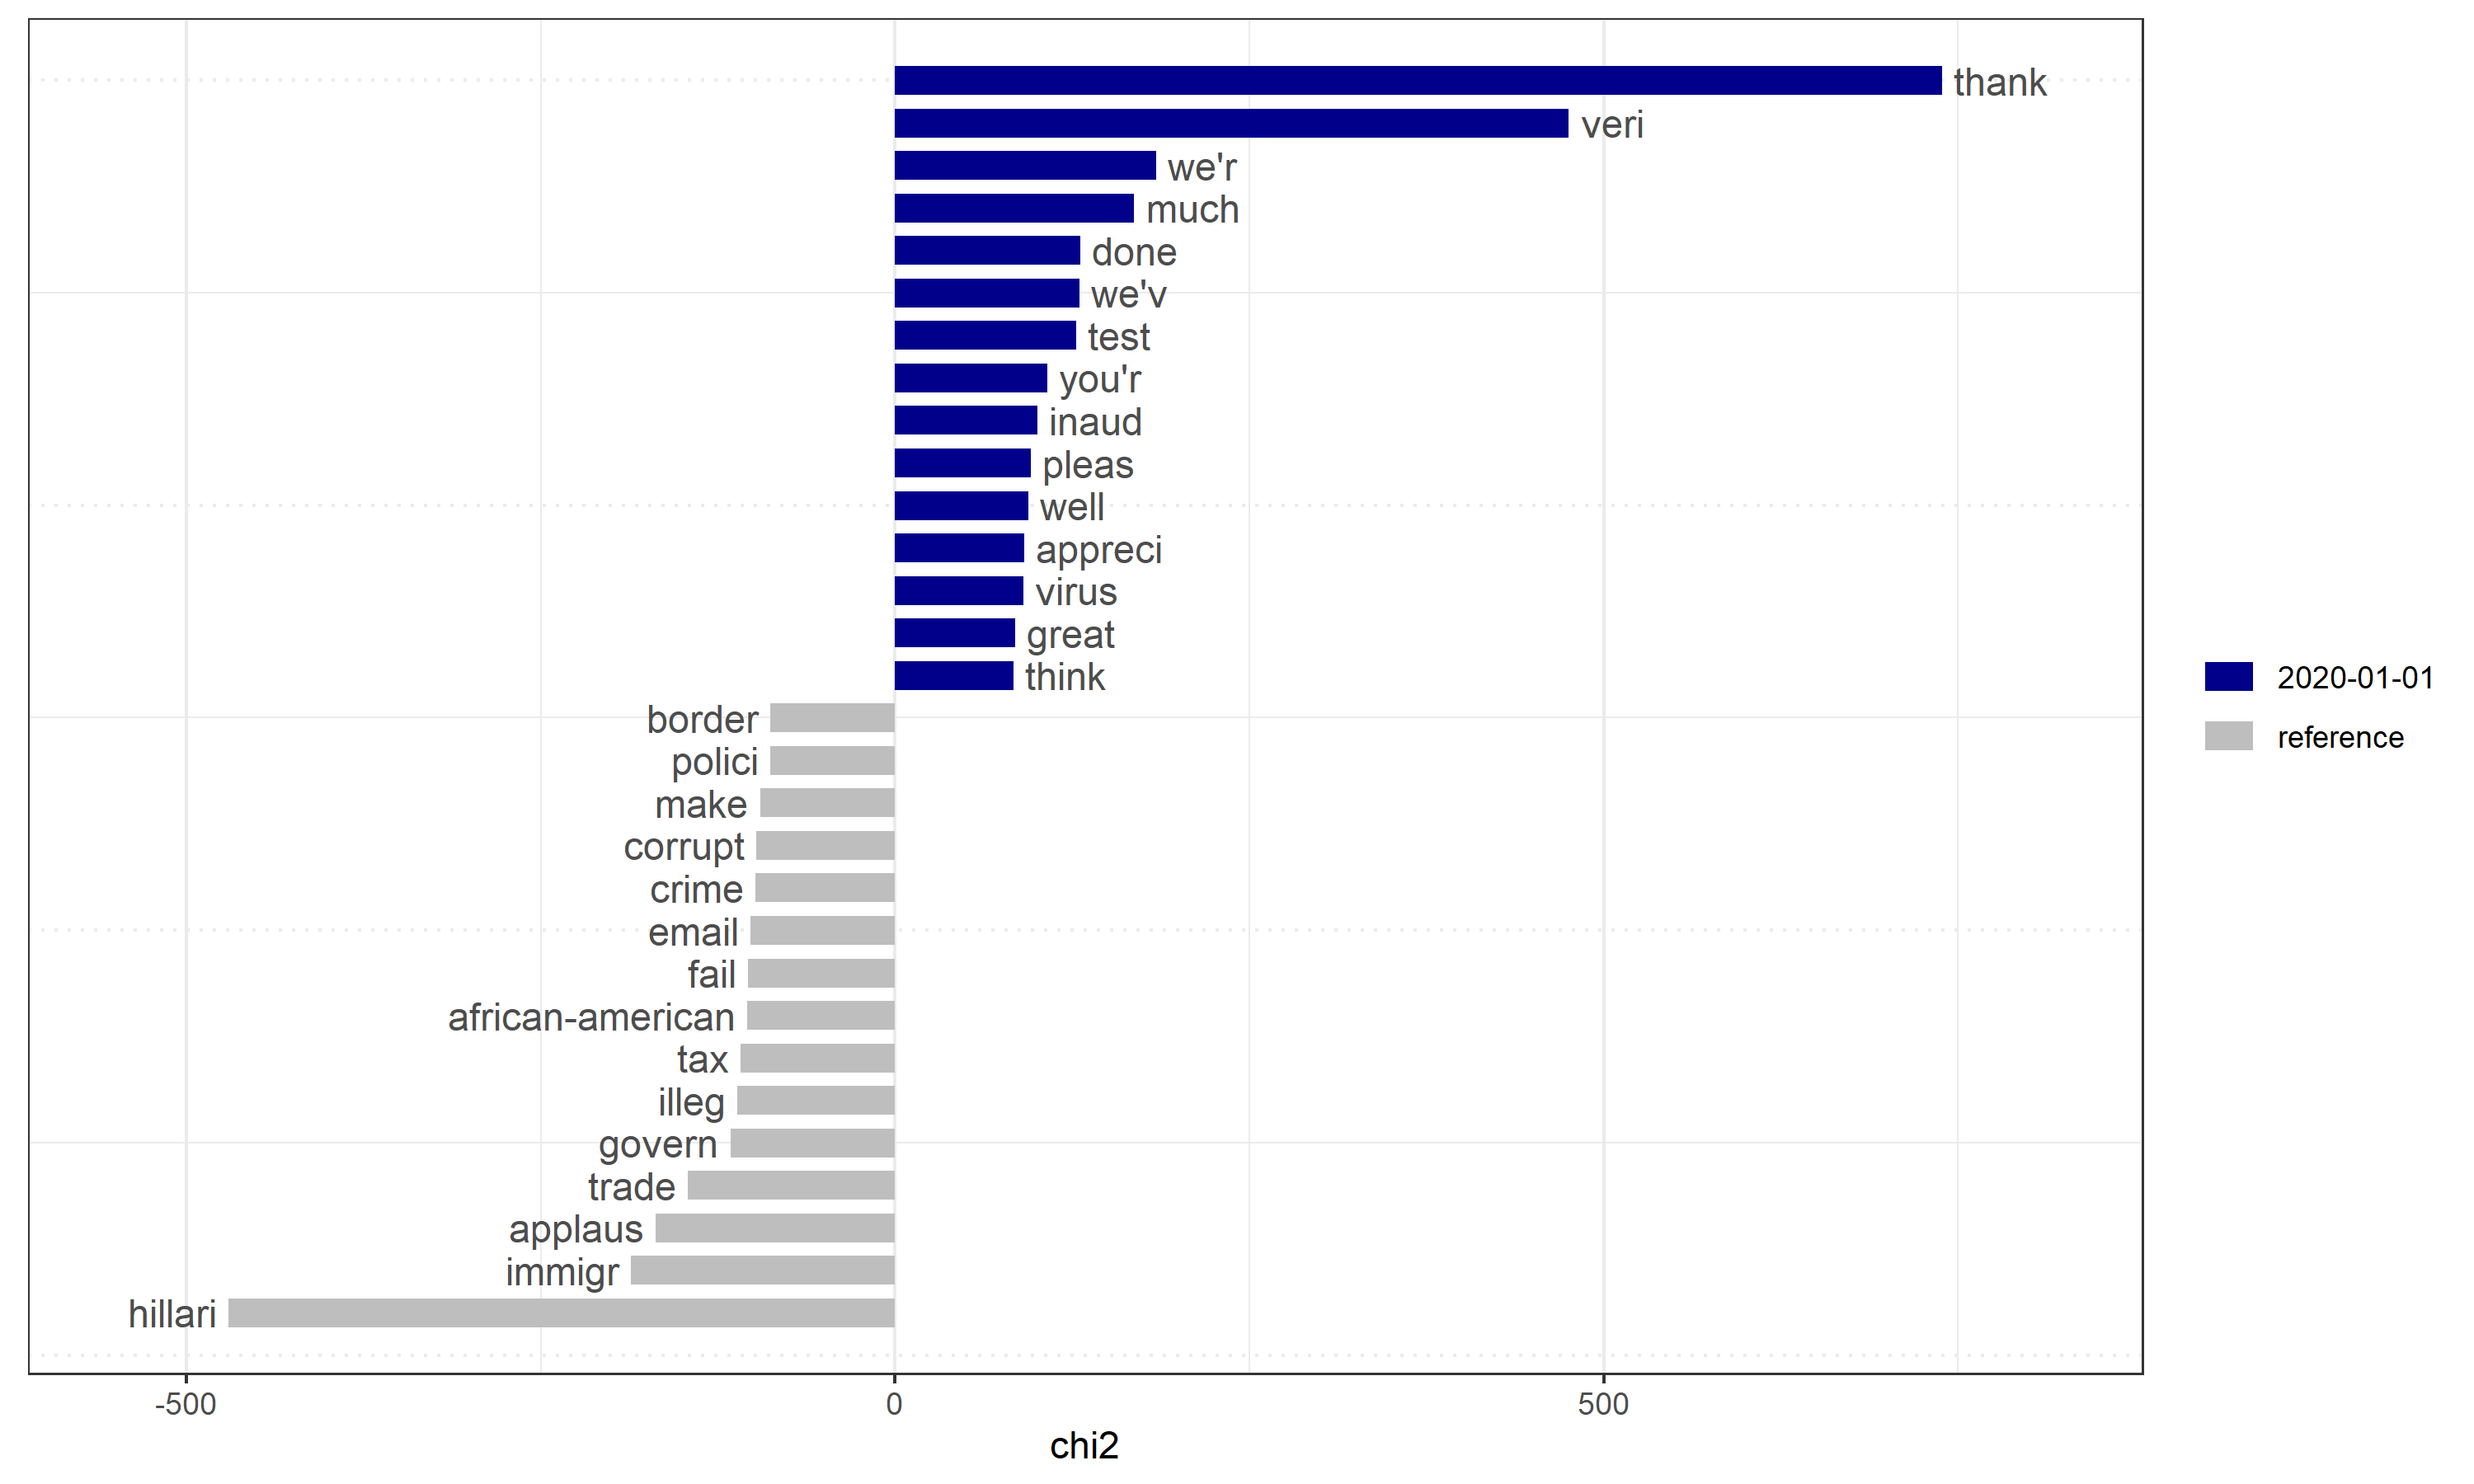 thank
veri
we'r
much
done
we'v
test
you'r
inaud
pleas
well
appreci
virus
great
think
border
polici
make
corrupt
crime
email
fail
african-american
tax
illeg
govern
trade
applaus
immigr
hillari
-500 0 500
chi2
2020-01-01
reference